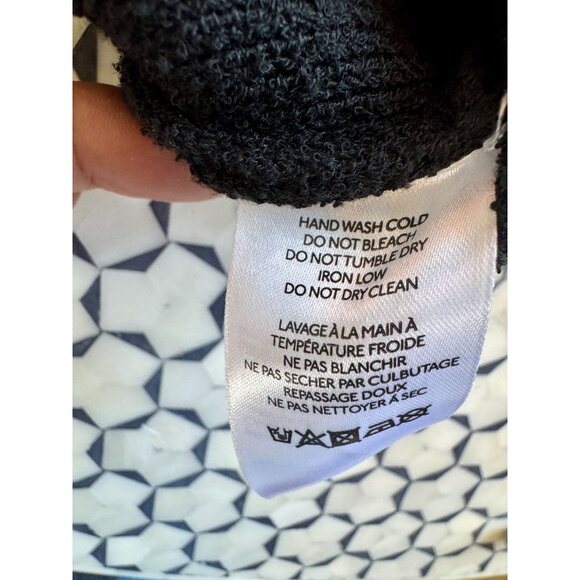 HAND WASH COLD
DO NOT BLEACH
DO NOT TUMBLE DRY
IRON LOW
DO NOT DRY CLEAN
LAVAGE À LA MAIN À
TEMPÉRATURE FROIDE
NE PAS BLANCHIR
NE PAS SECHER PAR CULBUTAGE
REPASSAGE DOUX
NE PAS NETTOYER À SEC